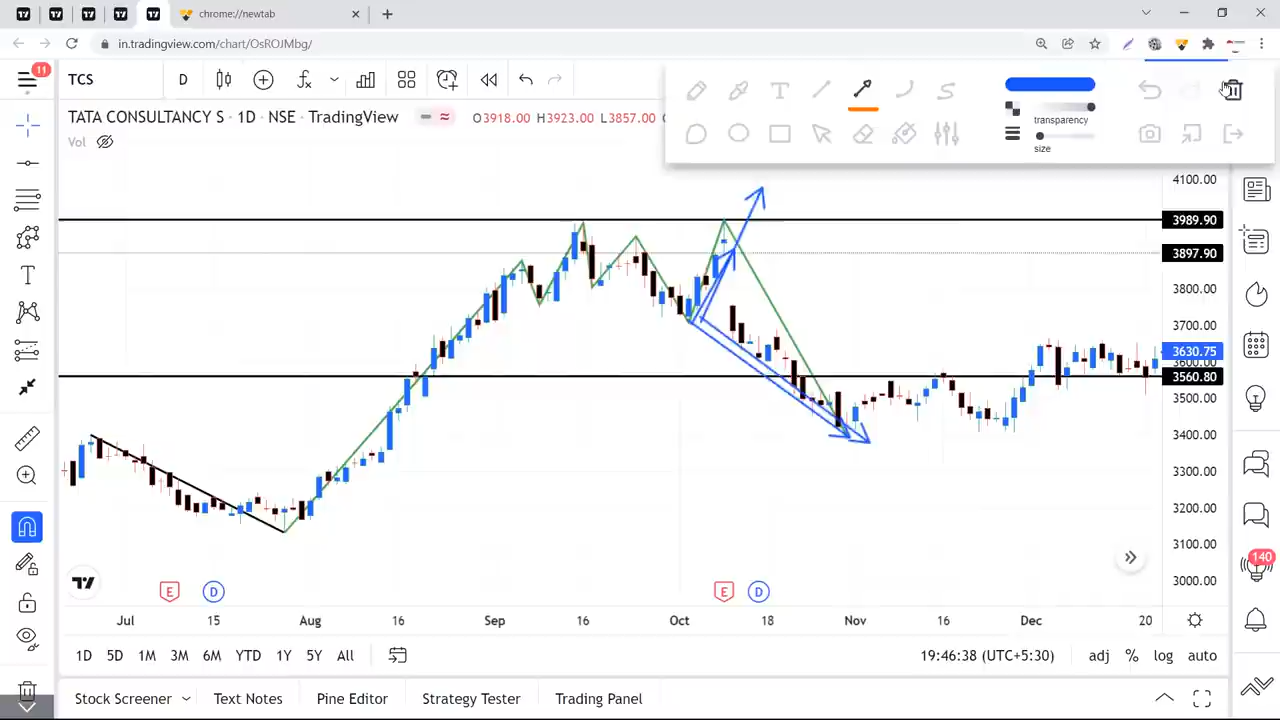 chrome://newtab
in.tradingview.com/chart/OsROJMbg/
11
TCS
D
TATA CONSULTANCY S · 1D · NSE · TradingView
O3918.00 H3923.00 L3857.00
Vol
T
transparency
size
4100.00
3989.90
3897.90
3800.00
3700.00
3630.75
3600.00
3560.80
3500.00
3400.00
3300.00
3200.00
3100.00
3000.00
140
E D E D
Jul 15 Aug 16 Sep 16 Oct 18 Nov 16 Dec 20
1D 5D 1M 3M 6M YTD 1Y 5Y All
19:46:38 (UTC+5:30) adj % log auto
Stock Screener Text Notes Pine Editor Strategy Tester Trading Panel